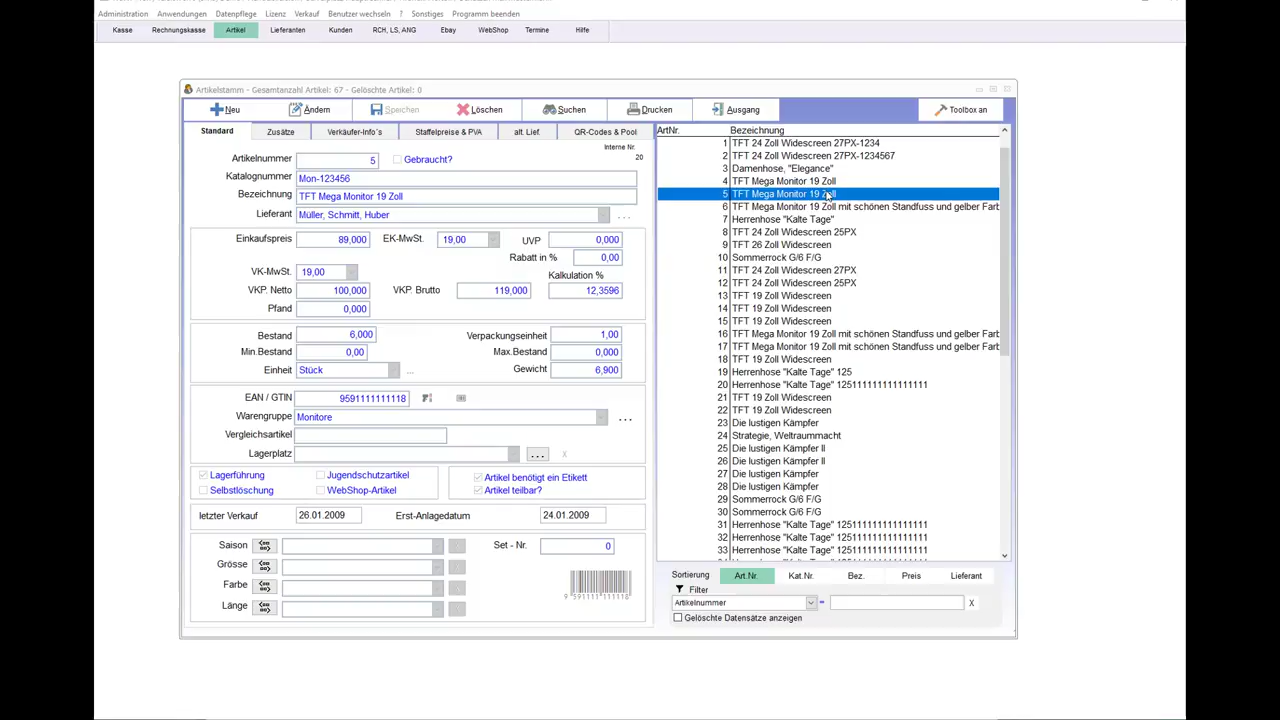 Administration Anwendungen Datenpflege Lizenz Verkauf Benutzer wechseln ? Sonstiges Programm beenden
Kasse Rechnungskasse Artikel Lieferanten Kunden RCH, LS, ANG Ebay WebShop Termine Hilfe
Artikelstamm - Gesamtanzahl Artikel: 67 - Gelöschte Artikel: 0
Neu Ändern Speichen Löschen Suchen Drucken Ausgang Toolbox an
Standard Zusätze Verkäufer-Info´s Staffelpreise & PVA alt. Lief. QR-Codes & Pool
Interne Nr.
20
Artikelnummer 5 Gebraucht?
Katalognummer Mon-123456
Bezeichnung TFT Mega Monitor 19 Zoll
Lieferant Müller, Schmitt, Huber ...
Einkaufspreis 89,000 EK-MwSt. 19,00 UVP 0,000
Rabatt in % 0,00
VK-MwSt. 19,00 Kalkulation %
VKP. Netto 100,000 VKP. Brutto 119,000 12,3596
Pfand 0,000
Bestand 6,000 Verpackungseinheit 1,00
Min.Bestand 0,00 Max.Bestand 0,000
Einheit Stück ... Gewicht 6,900
EAN / GTIN 9591111111118
Warengruppe Monitore ...
Vergleichsartikel
Lagerplatz ... X
Lagerführung Jugendschutzartikel Artikel benötigt ein Etikett
Selbstlöschung WebShop-Artikel Artikel teilbar?
letzter Verkauf 26.01.2009 Erst-Anlagedatum 24.01.2009
Saison Set - Nr. 0
Grösse
Farbe
Länge
9 591111 111118
ArtNr. Bezeichnung
1 TFT 24 Zoll Widescreen 27PX-1234
2 TFT 24 Zoll Widescreen 27PX-1234567
3 Damenhose, "Elegance"
4 TFT Mega Monitor 19 Zoll
5 TFT Mega Monitor 19 Zoll
6 TFT Mega Monitor 19 Zoll mit schönen Standfuss und gelber Farb
7 Herrenhose "Kalte Tage"
8 TFT 24 Zoll Widescreen 25PX
9 TFT 26 Zoll Widescreen
10 Sommerrock G/6 F/G
11 TFT 24 Zoll Widescreen 27PX
12 TFT 24 Zoll Widescreen 25PX
13 TFT 19 Zoll Widescreen
14 TFT 19 Zoll Widescreen
15 TFT 19 Zoll Widescreen
16 TFT Mega Monitor 19 Zoll mit schönen Standfuss und gelber Farb
17 TFT Mega Monitor 19 Zoll mit schönen Standfuss und gelber Farb
18 TFT 19 Zoll Widescreen
19 Herrenhose "Kalte Tage" 125
20 Herrenhose "Kalte Tage" 12511111111111111
21 TFT 19 Zoll Widescreen
22 TFT 19 Zoll Widescreen
23 Die lustigen Kämpfer
24 Strategie, Weltraummacht
25 Die lustigen Kämpfer II
26 Die lustigen Kämpfer II
27 Die lustigen Kämpfer
28 Die lustigen Kämpfer
29 Sommerrock G/6 F/G
30 Sommerrock G/6 F/G
31 Herrenhose "Kalte Tage" 12511111111111111
32 Herrenhose "Kalte Tage" 12511111111111111
33 Herrenhose "Kalte Tage" 12511111111111111
Sortierung Art.Nr. Kat.Nr. Bez. Preis Lieferant
Filter
Artikelnummer = X
Gelöschte Datensätze anzeigen